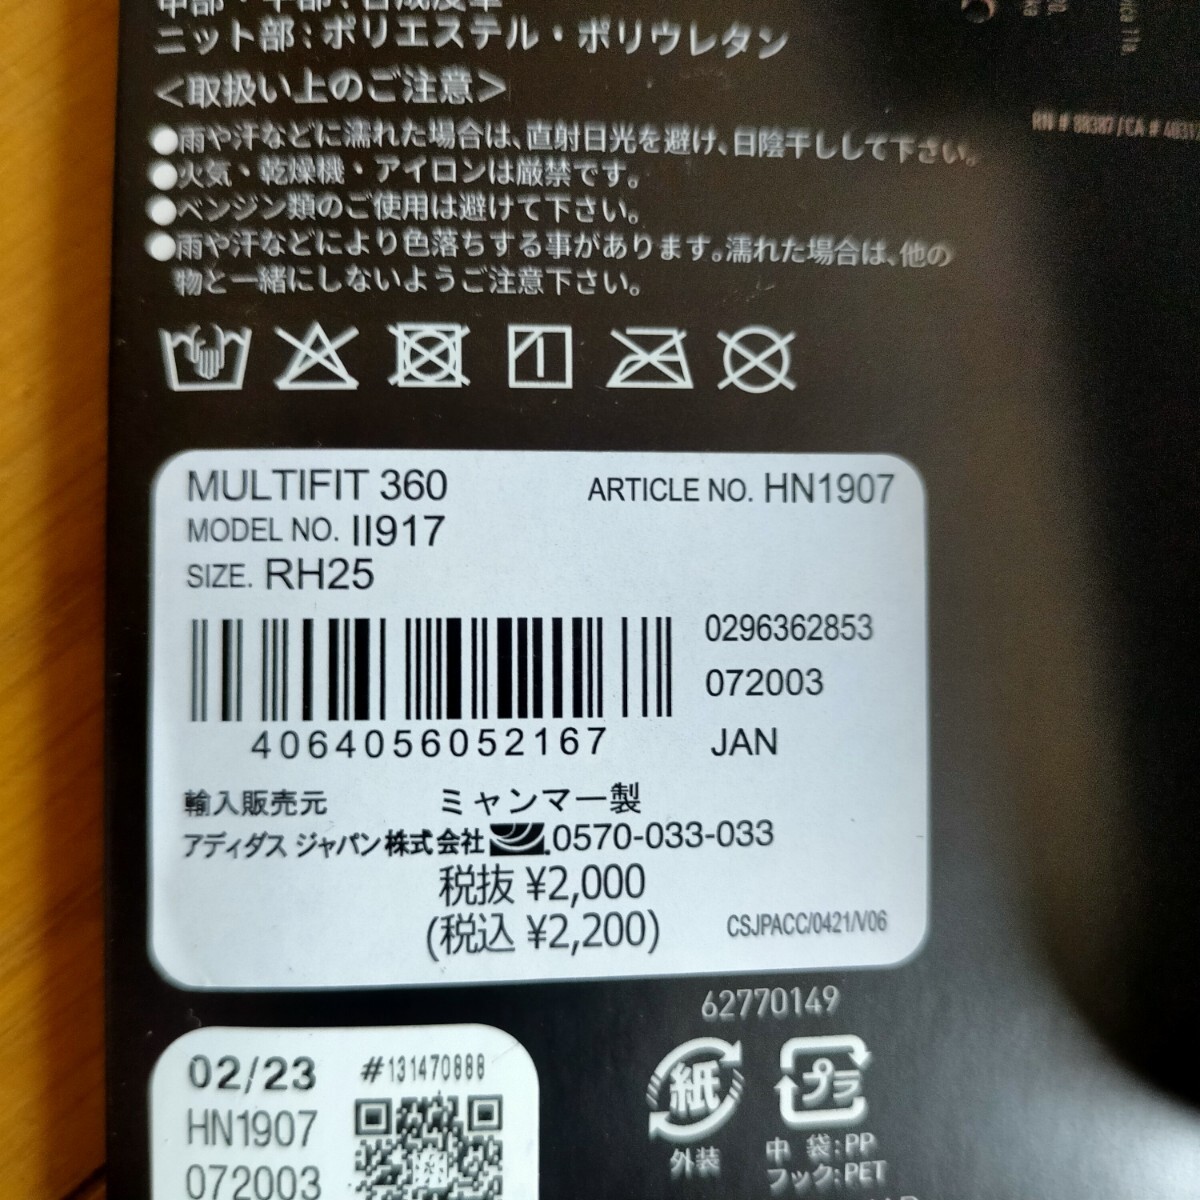 ニット部:ポリエステル・ポリウレタン
<取扱い上のご注意>
●雨や汗などに濡れた場合は、直射日光を避け、日陰干しして下さい。
●火気・乾燥機・アイロンは厳禁です。
●ベンジン類のご使用は避けて下さい。
●雨や汗などにより色落ちする事があります。濡れた場合は、他の
物と一緒にしないようご注意下さい。
MULTIFIT 360 ARTICLE NO. HN1907
MODEL NO. II917
SIZE. RH25
0296362853
072003
4064056052167 JAN
輸入販売元 ミャンマー製
アディダス ジャパン株式会社 0570-033-033
税抜 ¥2,000
(税込 ¥2,200) CSJPACC/0421/V06
62770149
02/23 #131470888
HN1907
072003
紙 プラ
外装 中 袋:PP
フック:PET